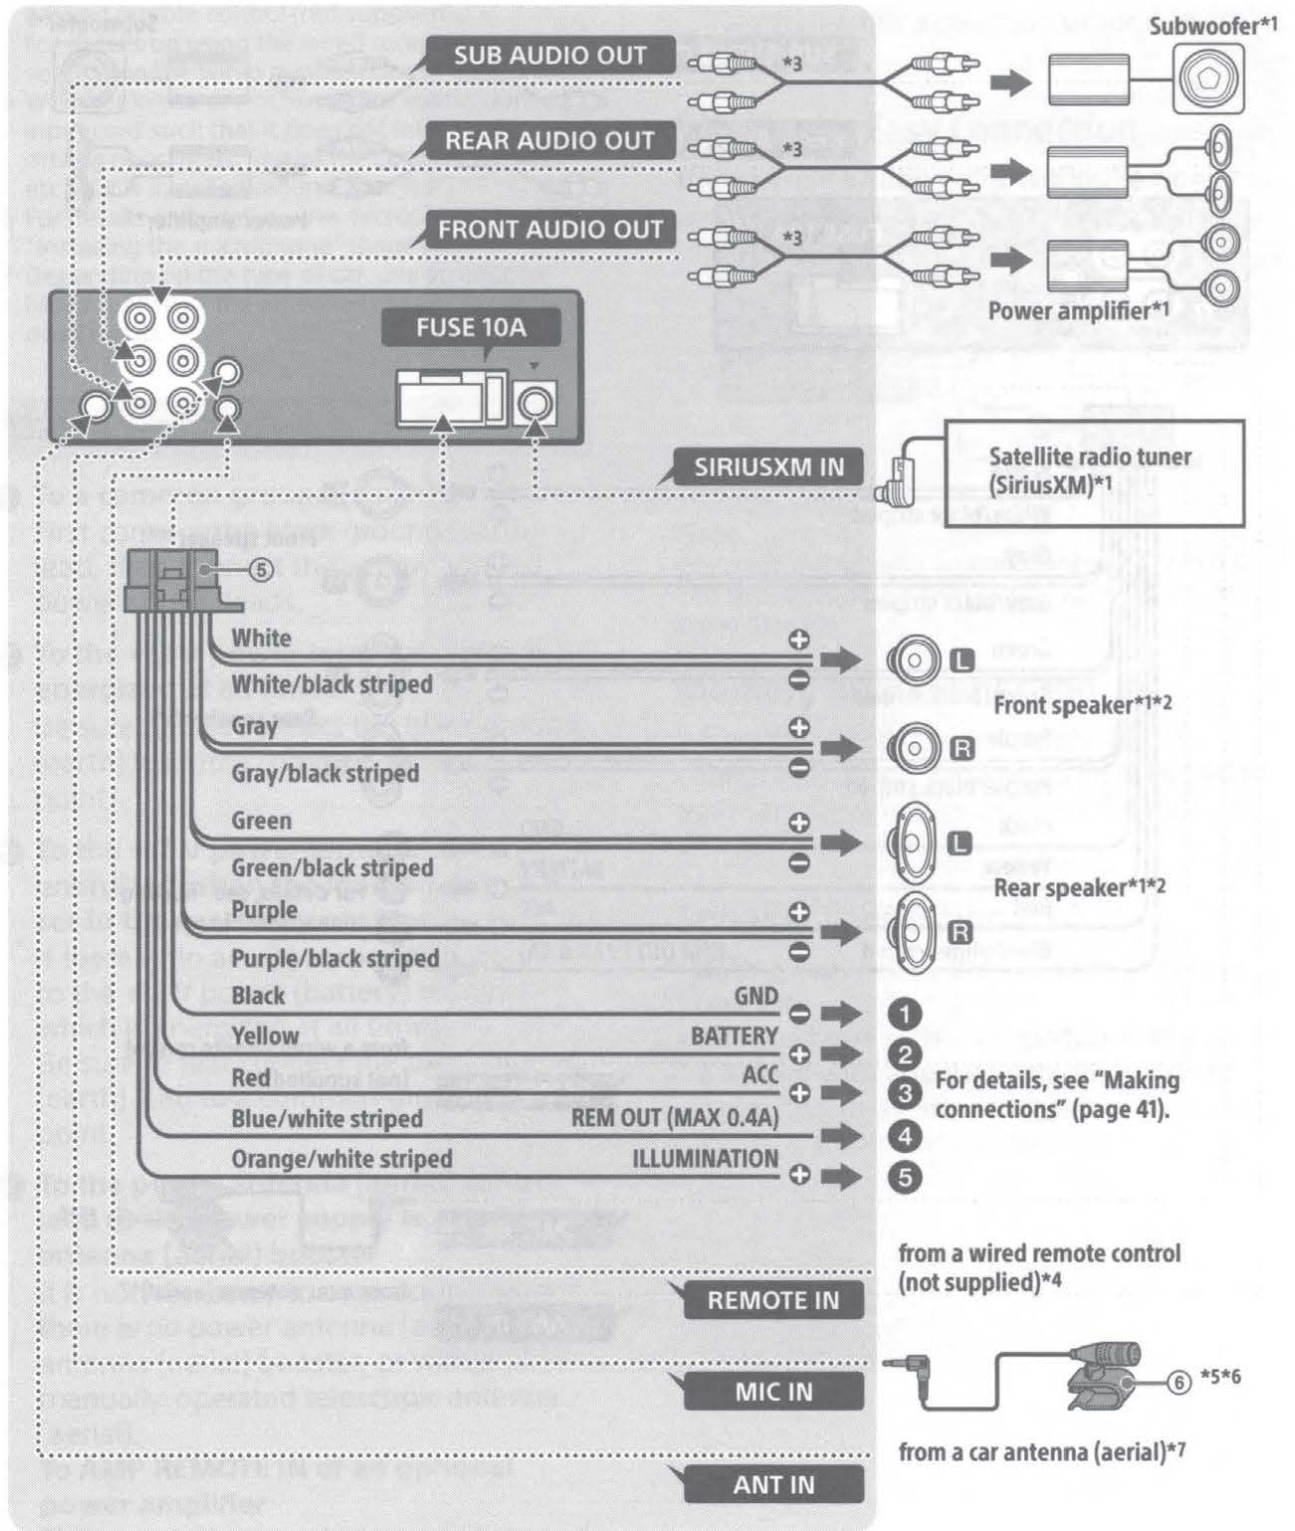 Subwoofer*1
SUB AUDIO OUT
*3
REAR AUDIO OUT
*3
FRONT AUDIO OUT
*3
Power amplifier*1
FUSE 10A
SIRIUSXM IN
Satellite radio tuner
(SiriusXM)*1
⑤
White
White/black striped
L
Front speaker*1*2
Gray
Gray/black striped
R
Green
Green/black striped
L
Rear speaker*1*2
Purple
Purple/black striped
R
Black GND 1
Yellow BATTERY 2
Red ACC 3
For details, see “Making
connections” (page 41).
Blue/white striped REM OUT (MAX 0.4A) 4
Orange/white striped ILLUMINATION 5
from a wired remote control
(not supplied)*4
REMOTE IN
MIC IN
⑥ *5*6
from a car antenna (aerial)*7
ANT IN